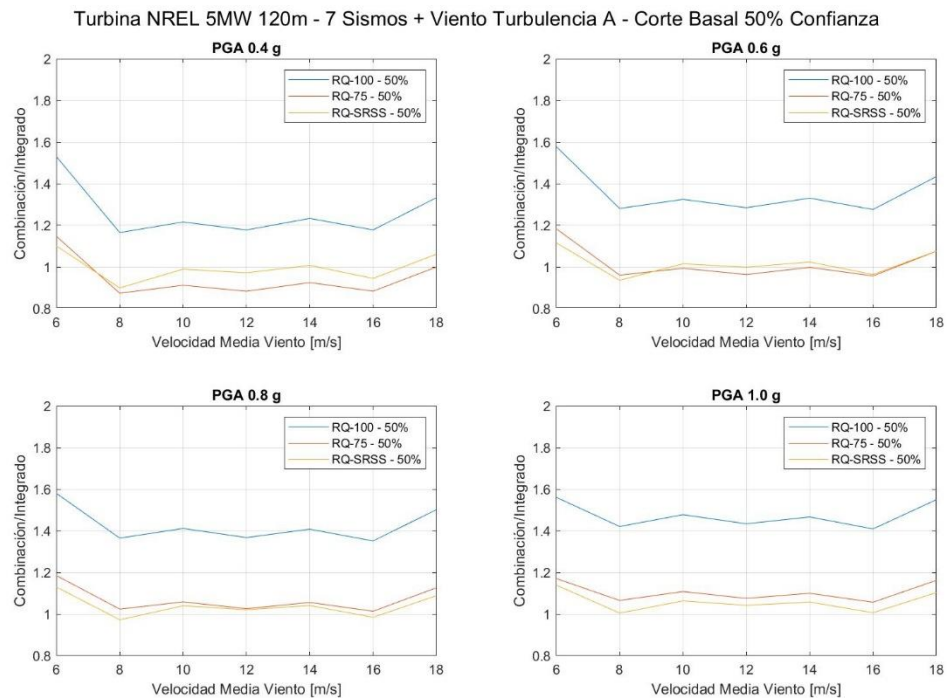 Turbina NREL 5MW 120m - 7 Sismos + Viento Turbulencia A - Corte Basal 50% Confianza
PGA 0.4 g
2
1.8
1.6
1.4
1.2
1
0.8
Combinación/Integrado
RQ-100 - 50%
RQ-75 - 50%
RQ-SRSS - 50%
6 8 10 12 14 16 18
Velocidad Media Viento [m/s]
PGA 0.6 g
2
1.8
1.6
1.4
1.2
1
0.8
Combinación/Integrado
RQ-100 - 50%
RQ-75 - 50%
RQ-SRSS - 50%
6 8 10 12 14 16 18
Velocidad Media Viento [m/s]
PGA 0.8 g
2
1.8
1.6
1.4
1.2
1
0.8
Combinación/Integrado
RQ-100 - 50%
RQ-75 - 50%
RQ-SRSS - 50%
6 8 10 12 14 16 18
Velocidad Media Viento [m/s]
PGA 1.0 g
2
1.8
1.6
1.4
1.2
1
0.8
Combinación/Integrado
RQ-100 - 50%
RQ-75 - 50%
RQ-SRSS - 50%
6 8 10 12 14 16 18
Velocidad Media Viento [m/s]